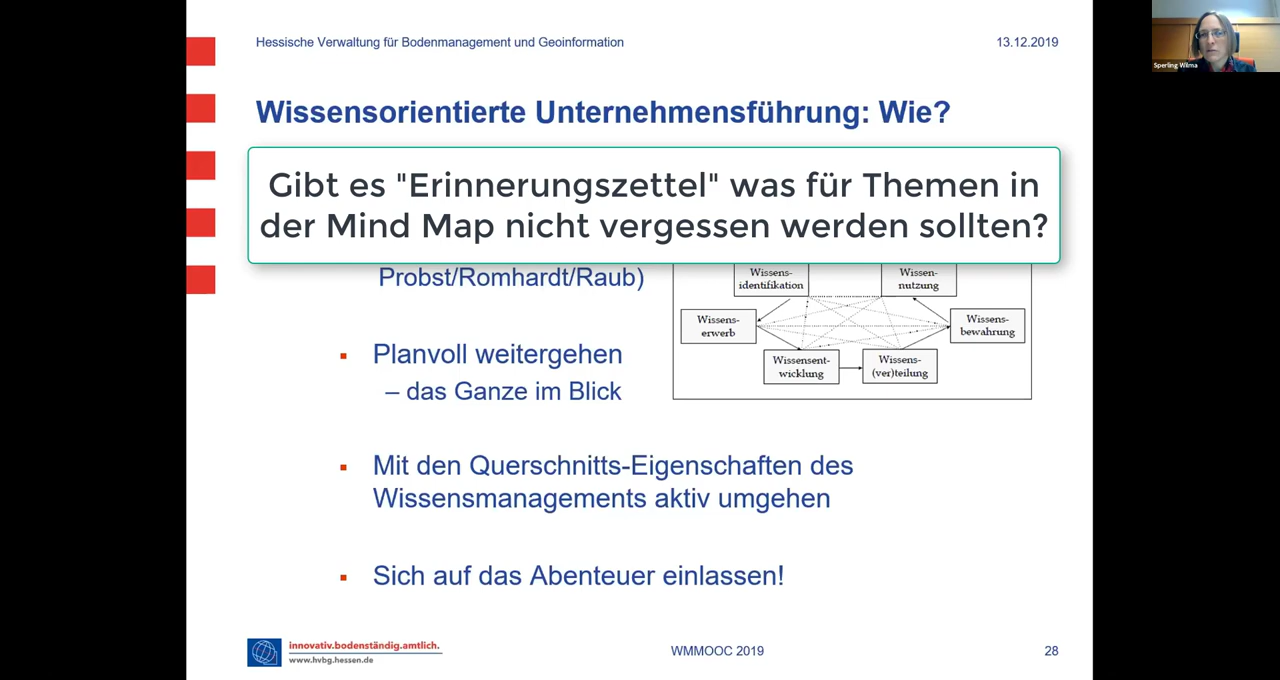 Hessische Verwaltung für Bodenmanagement und Geoinformation
13.12.2019
Sperling Wilma
Wissensorientierte Unternehmensführung: Wie?
Gibt es "Erinnerungszettel" was für Themen in
der Mind Map nicht vergessen werden sollten?
Probst/Romhardt/Raub)
Wissens-
identifikation
Wissen-
nutzung
Wissens-
erwerb
Wissens-
bewahrung
Wissensent-
wicklung
Wissens-
(ver)teilung
Planvoll weitergehen
– das Ganze im Blick
Mit den Querschnitts-Eigenschaften des
Wissensmanagements aktiv umgehen
Sich auf das Abenteuer einlassen!
innovativ.bodenständig.amtlich.
www.hvbg.hessen.de
WMMOOC 2019
28